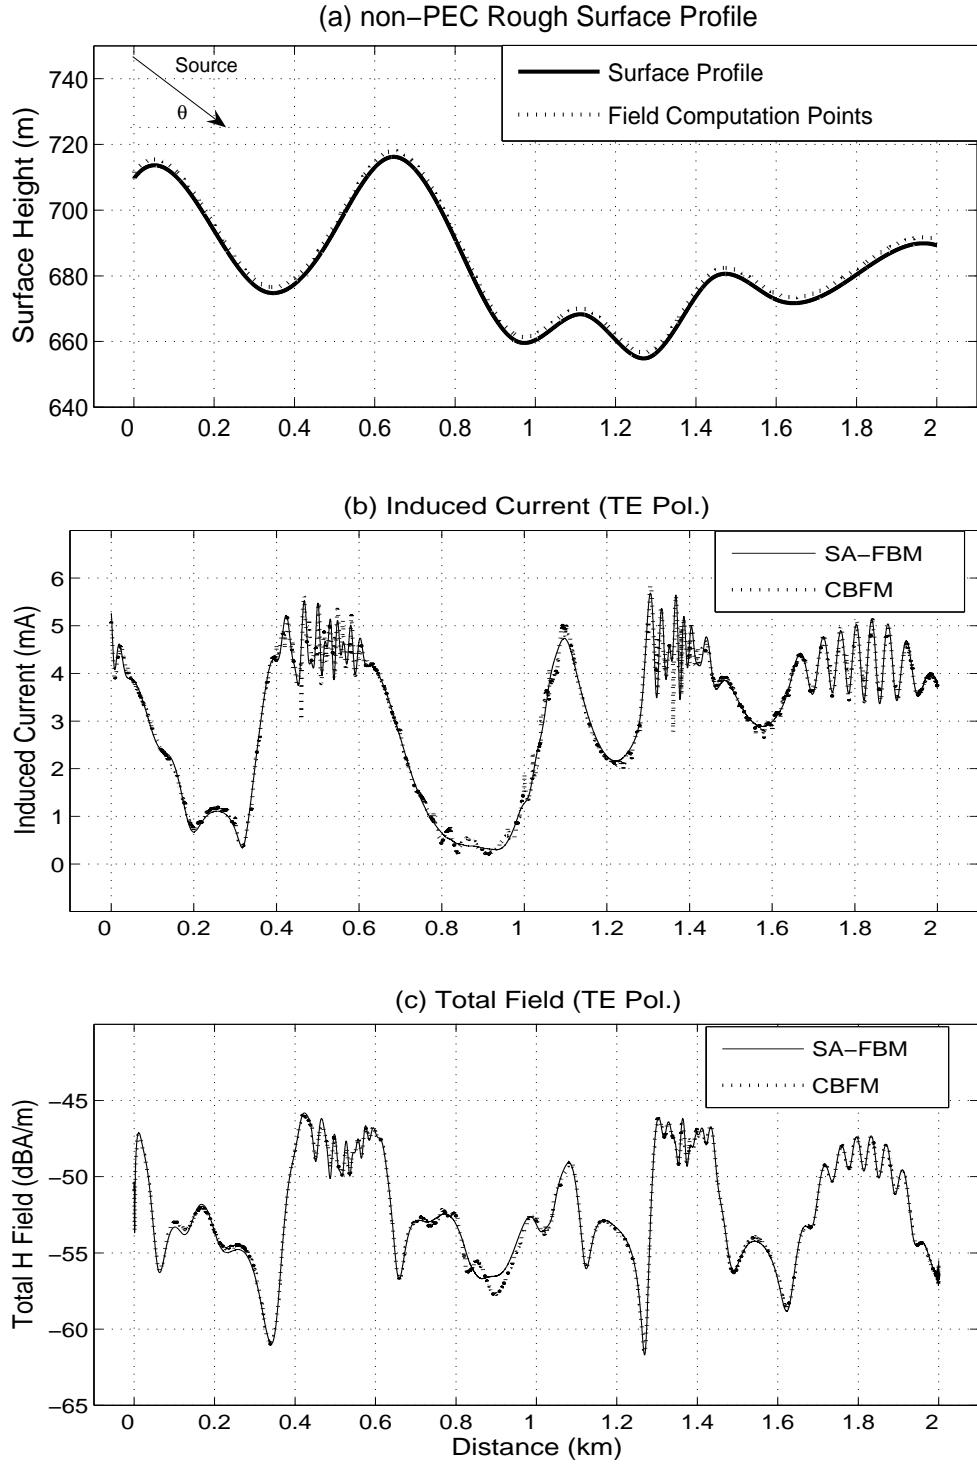 (a) non−PEC Rough Surface Profile
Surface Height (m)
740
720
700
680
660
640
Source
θ
Surface Profile
Field Computation Points
0 0.2 0.4 0.6 0.8 1 1.2 1.4 1.6 1.8 2
(b) Induced Current (TE Pol.)
Induced Current (mA)
6
5
4
3
2
1
0
SA−FBM
CBFM
0 0.2 0.4 0.6 0.8 1 1.2 1.4 1.6 1.8 2
(c) Total Field (TE Pol.)
Total H Field (dBA/m)
−45
−50
−55
−60
−65
SA−FBM
CBFM
0 0.2 0.4 0.6 0.8 1 1.2 1.4 1.6 1.8 2
Distance (km)